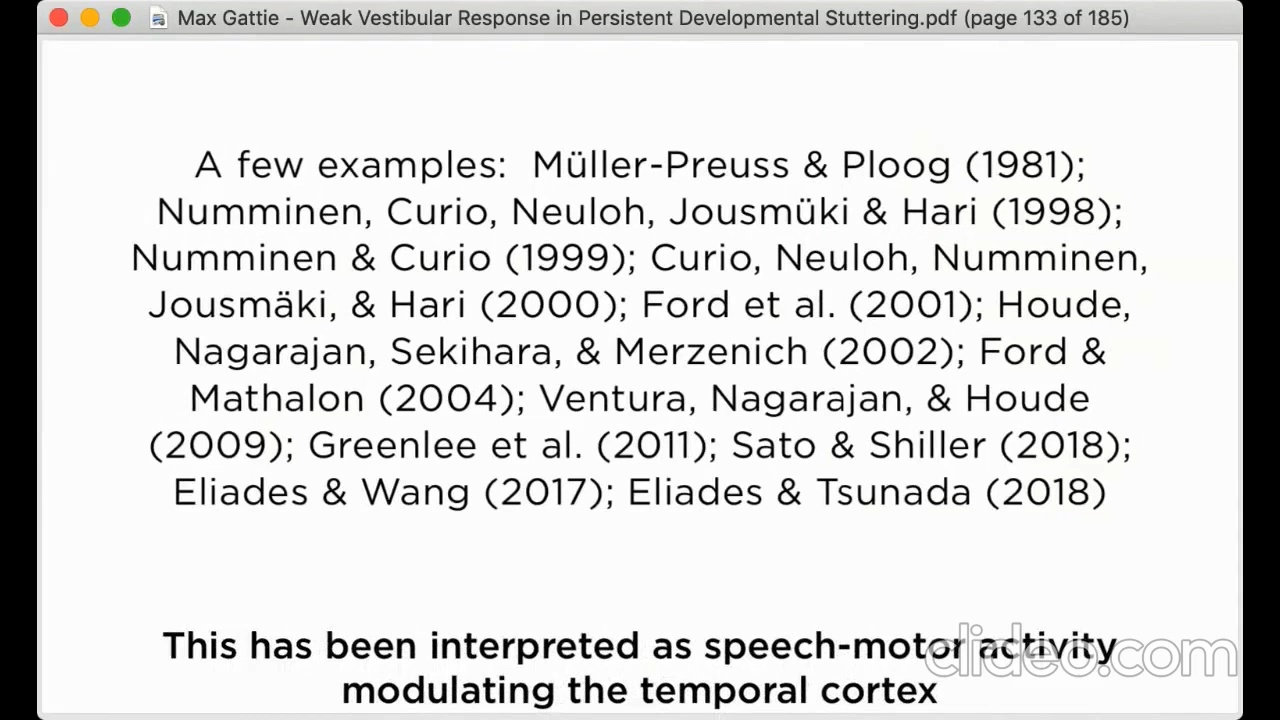 Max Gattie - Weak Vestibular Response in Persistent Developmental Stuttering.pdf (page 133 of 185)
A few examples: Müller-Preuss & Ploog (1981);
Numminen, Curio, Neuloh, Jousmüki & Hari (1998);
Numminen & Curio (1999); Curio, Neuloh, Numminen,
Jousmäki, & Hari (2000); Ford et al. (2001); Houde,
Nagarajan, Sekihara, & Merzenich (2002); Ford &
Mathalon (2004); Ventura, Nagarajan, & Houde
(2009); Greenlee et al. (2011); Sato & Shiller (2018);
Eliades & Wang (2017); Eliades & Tsunada (2018)
This has been interpreted as speech-motor activity
modulating the temporal cortex
clideo.com